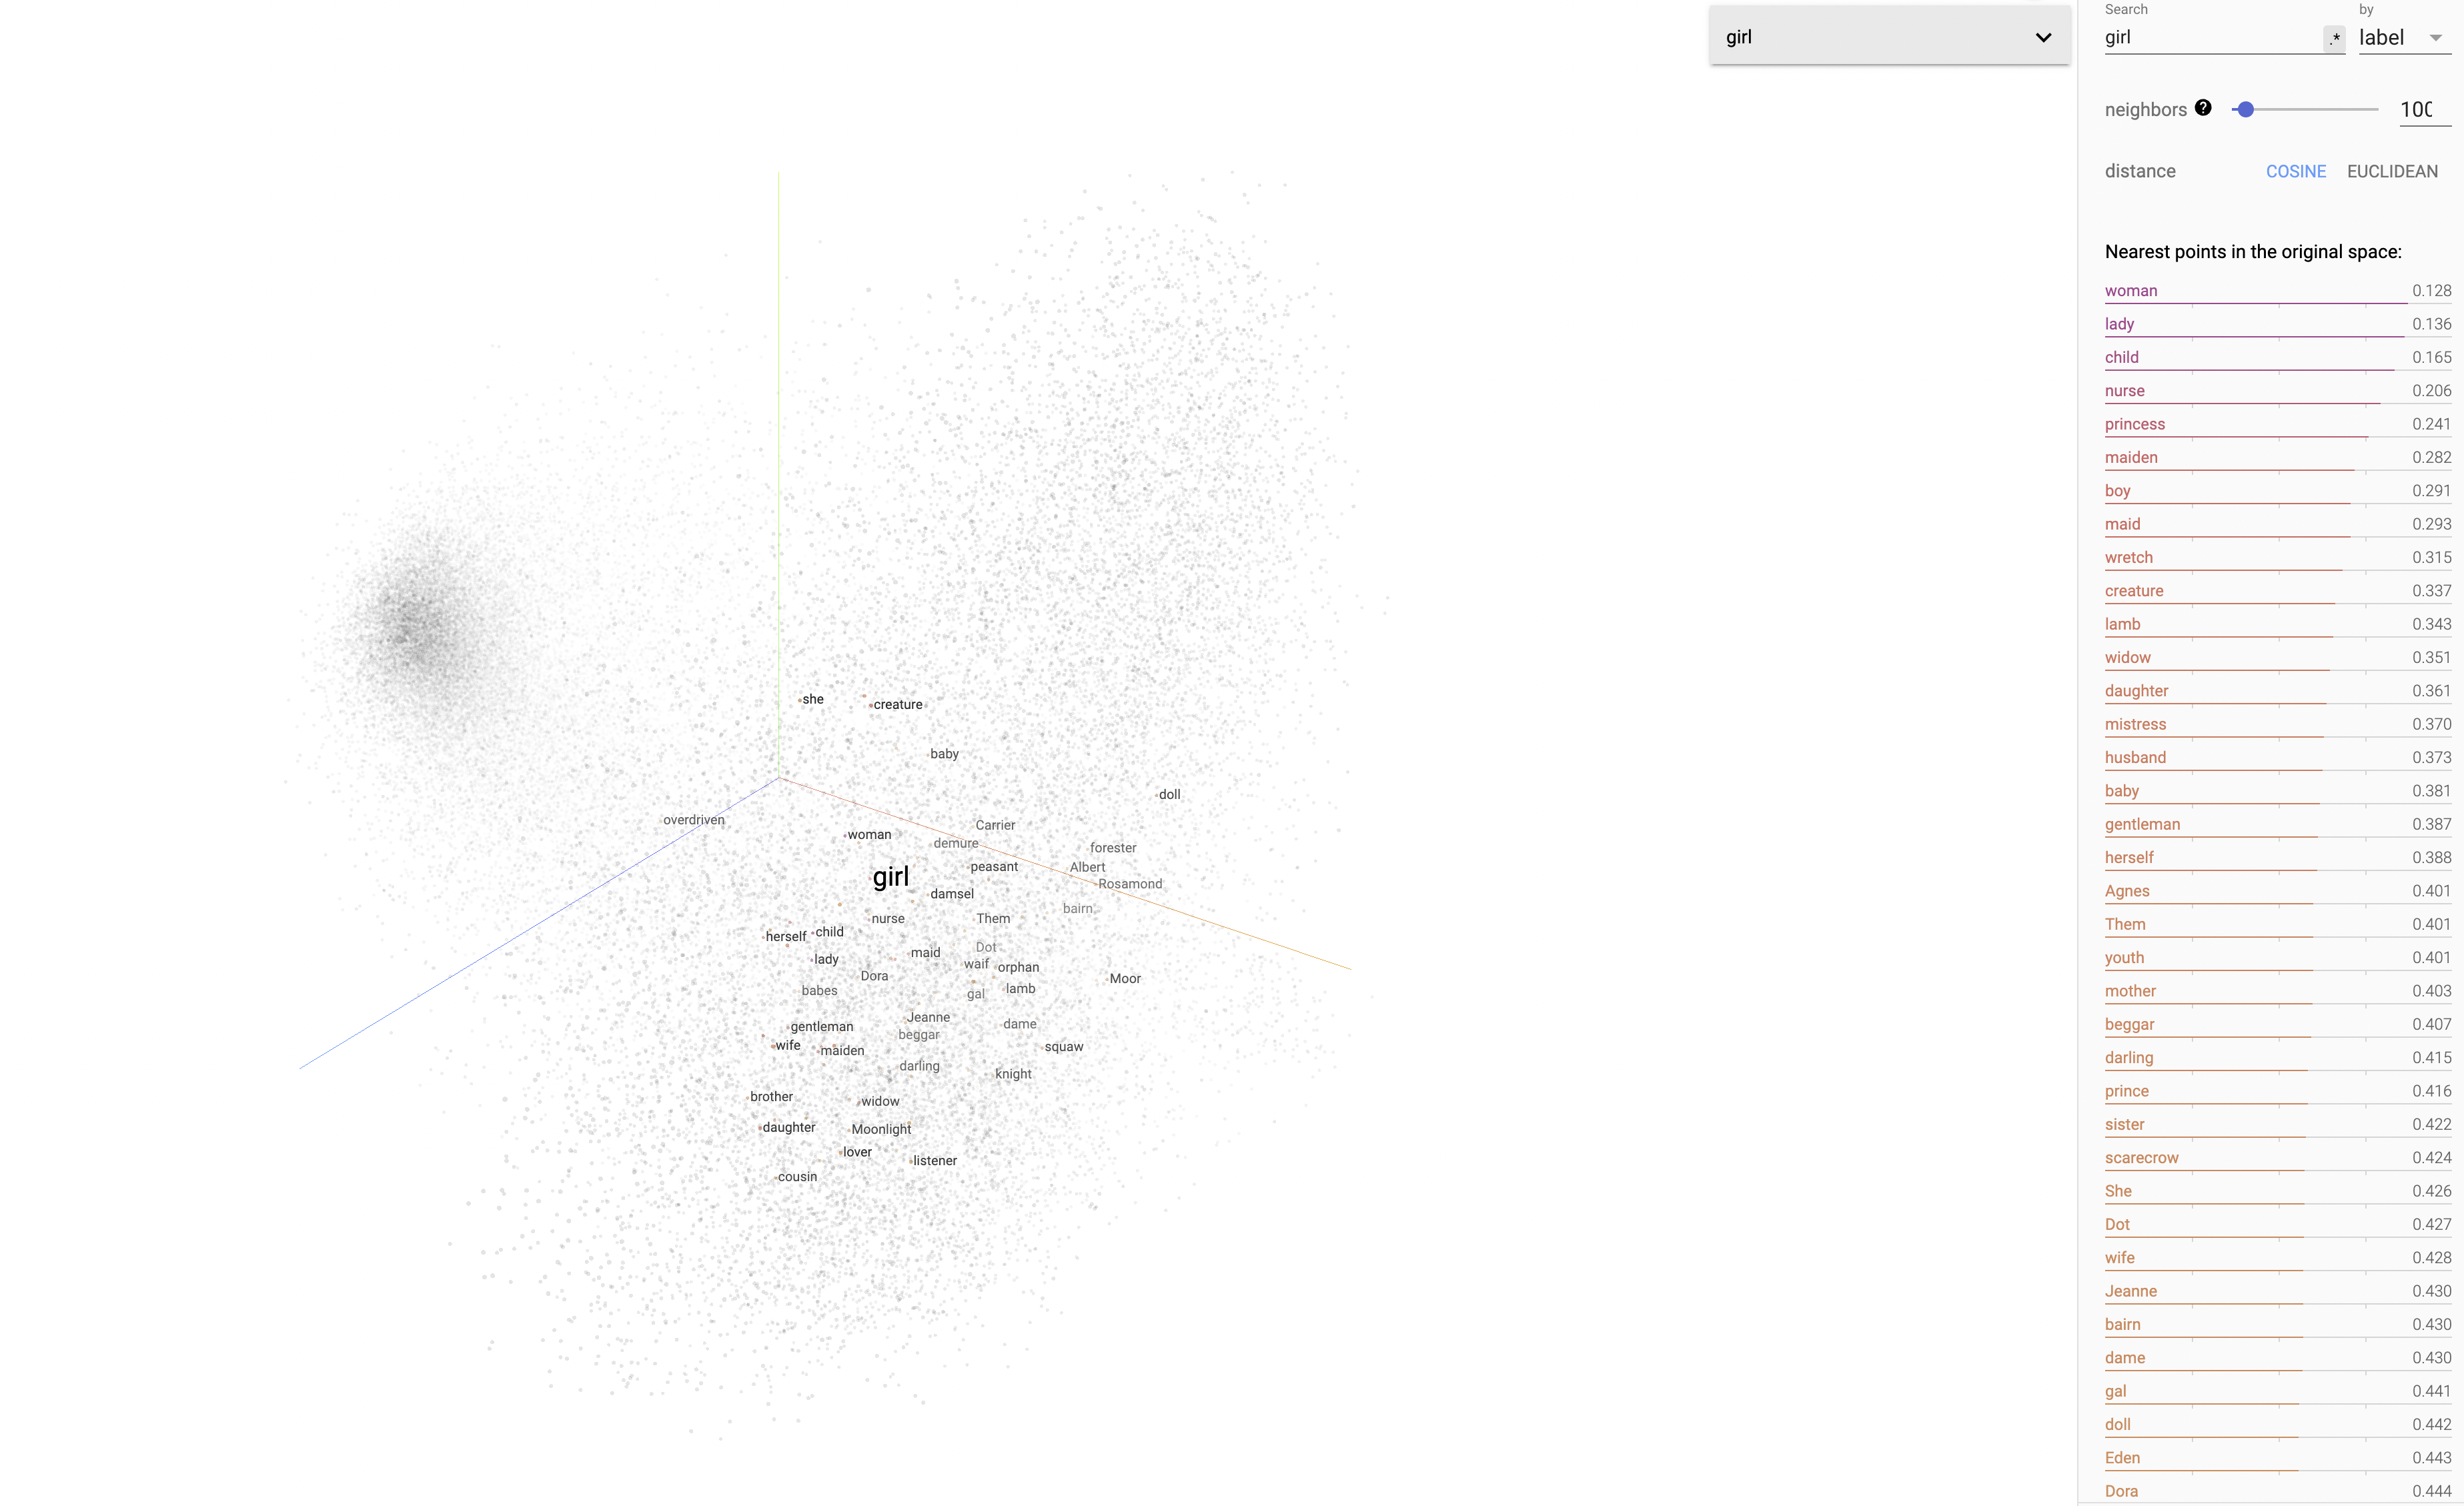 girl
Search
by
girl
.*
label
neighbors
100
distance
COSINE
EUCLIDEAN
Nearest points in the original space:
woman 0.128
lady 0.136
child 0.165
nurse 0.206
princess 0.241
maiden 0.282
boy 0.291
maid 0.293
wretch 0.315
creature 0.337
lamb 0.343
widow 0.351
daughter 0.361
mistress 0.370
husband 0.373
baby 0.381
gentleman 0.387
herself 0.388
Agnes 0.401
Them 0.401
youth 0.401
mother 0.403
beggar 0.407
darling 0.415
prince 0.416
sister 0.422
scarecrow 0.424
She 0.426
Dot 0.427
wife 0.428
Jeanne 0.430
bairn 0.430
dame 0.430
gal 0.441
doll 0.442
Eden 0.443
Dora 0.444
she
creature
baby
doll
overdriven
Carrier
woman
demure
forester
peasant
Albert
girl
Rosamond
damsel
bairn
nurse
Them
child
herself
Dot
maid
lady
waif
orphan
Dora
Moor
babes
lamb
gal
Jeanne
dame
gentleman
beggar
wife
squaw
maiden
darling
knight
brother
widow
daughter
Moonlight
lover
listener
cousin